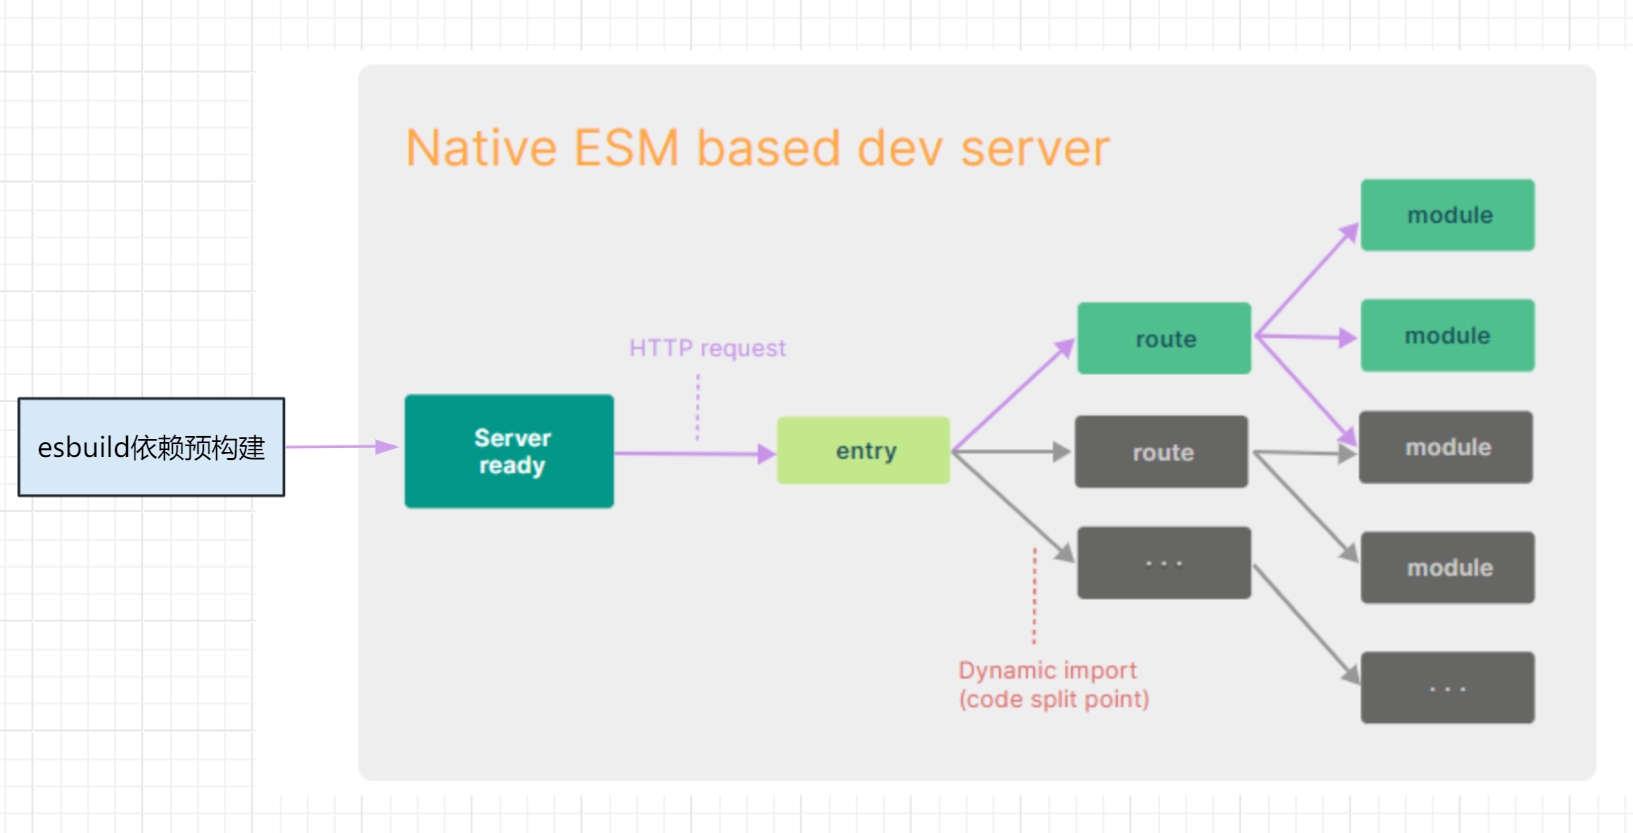 Native ESM based dev server
module
HTTP request
route
module
esbuild依赖预构建
Server
ready
entry
route
module
...
module
Dynamic import
(code split point)
...